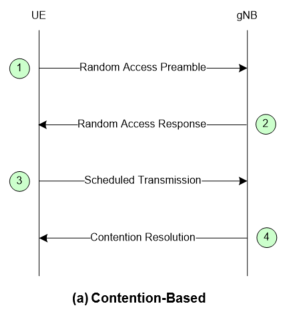 UE gNB
1 Random Access Preamble
Random Access Response 2
3 Scheduled Transmission
Contention Resolution 4
(a) Contention-Based